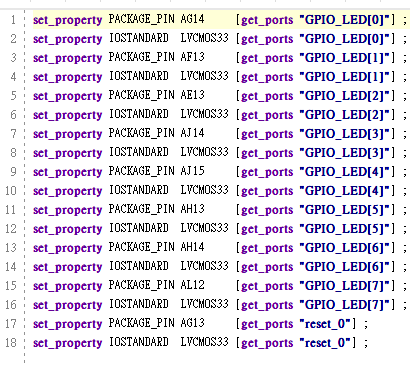 1 set_property PACKAGE_PIN AG14 [get_ports "GPIO_LED[0]"] ;
2 set_property IOSTANDARD LVCMOS33 [get_ports "GPIO_LED[0]"] ;
3 set_property PACKAGE_PIN AF13 [get_ports "GPIO_LED[1]"] ;
4 set_property IOSTANDARD LVCMOS33 [get_ports "GPIO_LED[1]"] ;
5 set_property PACKAGE_PIN AE13 [get_ports "GPIO_LED[2]"] ;
6 set_property IOSTANDARD LVCMOS33 [get_ports "GPIO_LED[2]"] ;
7 set_property PACKAGE_PIN AJ14 [get_ports "GPIO_LED[3]"] ;
8 set_property IOSTANDARD LVCMOS33 [get_ports "GPIO_LED[3]"] ;
9 set_property PACKAGE_PIN AJ15 [get_ports "GPIO_LED[4]"] ;
10 set_property IOSTANDARD LVCMOS33 [get_ports "GPIO_LED[4]"] ;
11 set_property PACKAGE_PIN AH13 [get_ports "GPIO_LED[5]"] ;
12 set_property IOSTANDARD LVCMOS33 [get_ports "GPIO_LED[5]"] ;
13 set_property PACKAGE_PIN AH14 [get_ports "GPIO_LED[6]"] ;
14 set_property IOSTANDARD LVCMOS33 [get_ports "GPIO_LED[6]"] ;
15 set_property PACKAGE_PIN AL12 [get_ports "GPIO_LED[7]"] ;
16 set_property IOSTANDARD LVCMOS33 [get_ports "GPIO_LED[7]"] ;
17 set_property PACKAGE_PIN AG13 [get_ports "reset_0"] ;
18 set_property IOSTANDARD LVCMOS33 [get_ports "reset_0"] ;